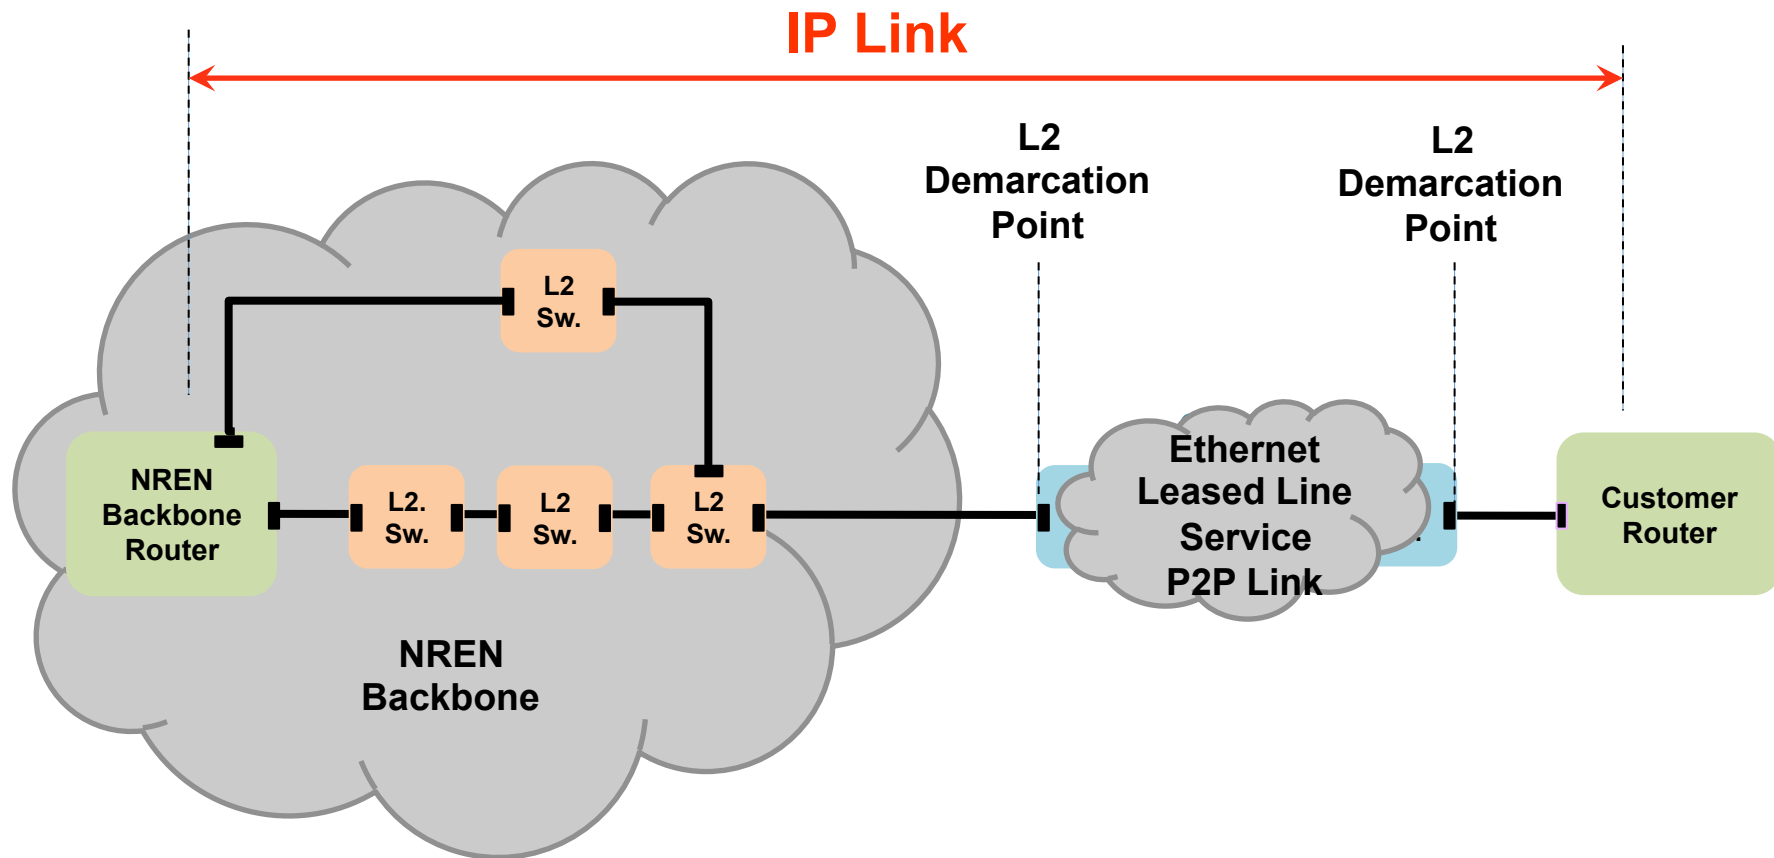 IP Link
L2
Demarcation
Point
L2
Demarcation
Point
L2
Sw.
NREN
Backbone
Router
L2.
Sw.
L2
Sw.
L2
Sw.
Ethernet
Leased Line
Service
P2P Link
Customer
Router
NREN
Backbone